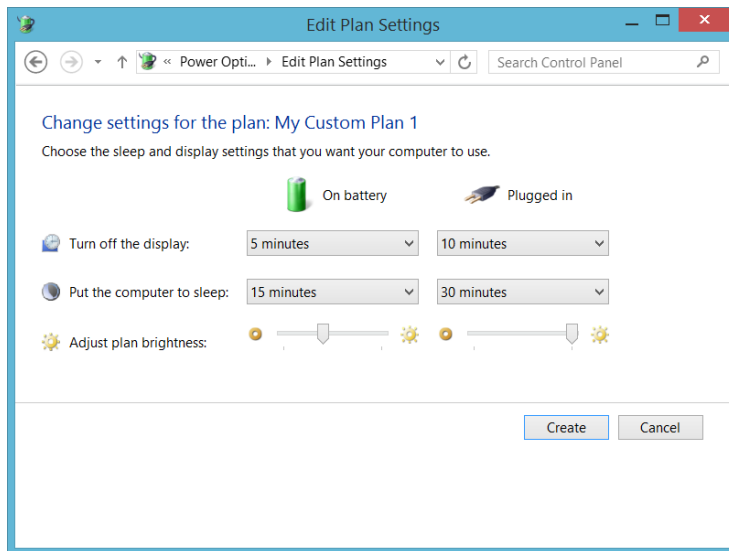 Edit Plan Settings
« Power Opti... Edit Plan Settings Search Control Panel
Change settings for the plan: My Custom Plan 1
Choose the sleep and display settings that you want your computer to use.
On battery Plugged in
Turn off the display: 5 minutes 10 minutes
Put the computer to sleep: 15 minutes 30 minutes
Adjust plan brightness:
Create Cancel